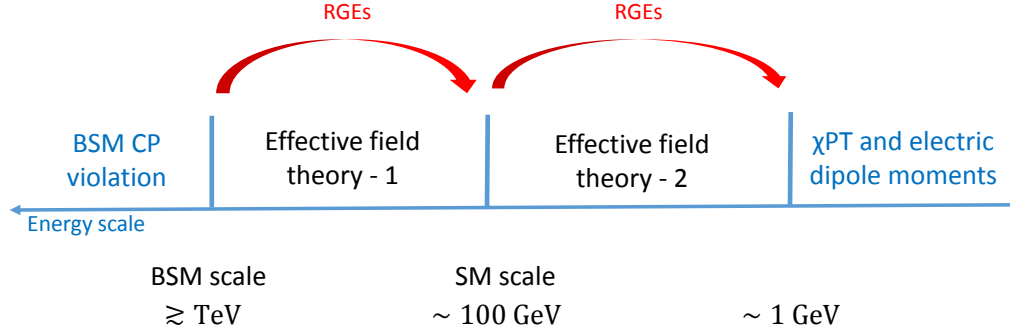 RGEs
RGEs
BSM CP
violation
Effective field
theory - 1
Effective field
theory - 2
χPT and electric
dipole moments
Energy scale
BSM scale
≳ TeV
SM scale
~ 100 GeV
~ 1 GeV